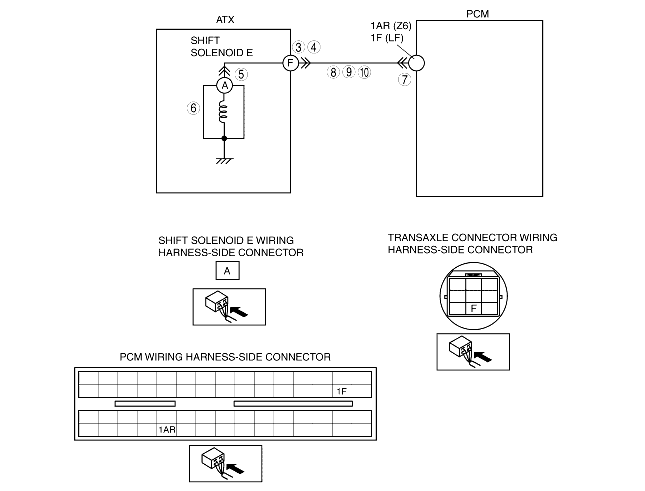 ATX
PCM
SHIFT
SOLENOID E
1AR (Z6)
1F (LF)
3 4
F
5
A
6
8 9 10
7
SHIFT SOLENOID E WIRING
HARNESS-SIDE CONNECTOR
A
TRANSAXLE CONNECTOR WIRING
HARNESS-SIDE CONNECTOR
F
PCM WIRING HARNESS-SIDE CONNECTOR
1F
1AR